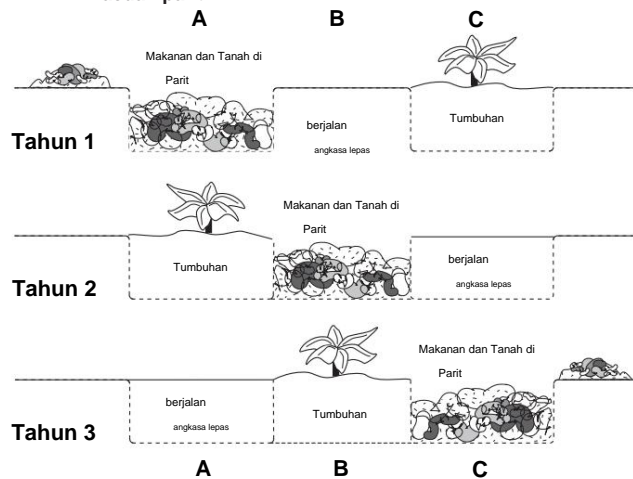 A B C
Makanan dan Tanah di
Parit
Tahun 1
berjalan
angkasa lepas
Tumbuhan
Makanan dan Tanah di
Parit
Tahun 2
Tumbuhan
berjalan
angkasa lepas
Makanan dan Tanah di
Parit
Tahun 3
berjalan
angkasa lepas
Tumbuhan
A B C